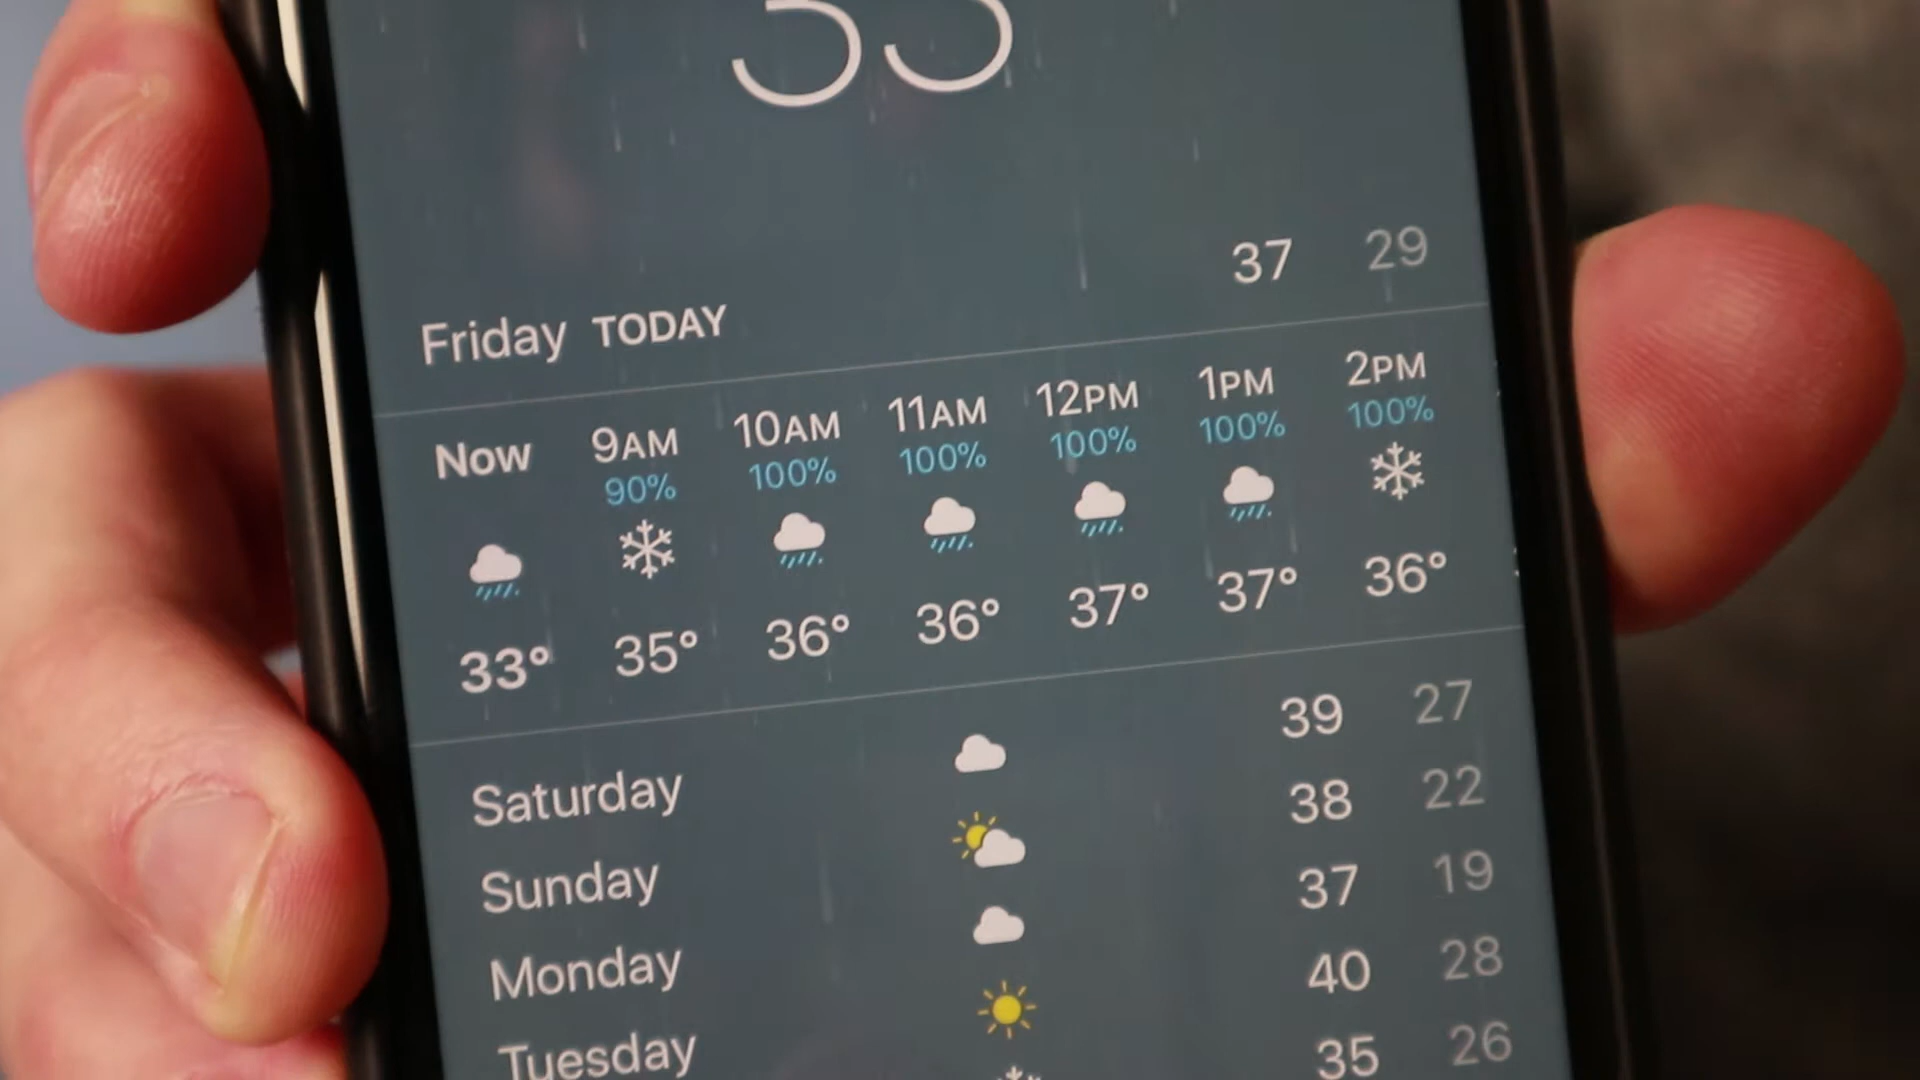 33
Friday TODAY 37 29
Now 9AM 10AM 11AM 12PM 1PM 2PM
90% 100% 100% 100% 100% 100%
33° 35° 36° 36° 37° 37° 36°
Saturday 39 27
Sunday 38 22
Monday 37 19
Tuesday 40 28
35 26